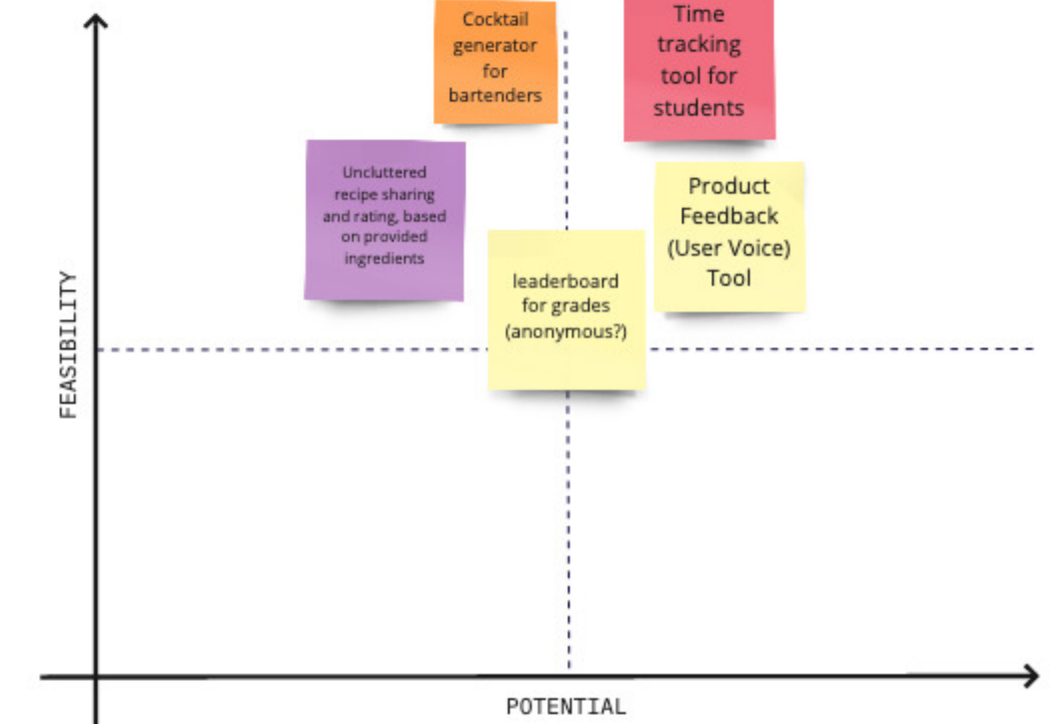 Cocktail
generator
for
bartenders
Time
tracking
tool for
students
Uncluttered
recipe sharing
and rating, based
on provided
ingredients
Product
Feedback
(User Voice)
Tool
leaderboard
for grades
(anonymous?)
FEASIBILITY
POTENTIAL